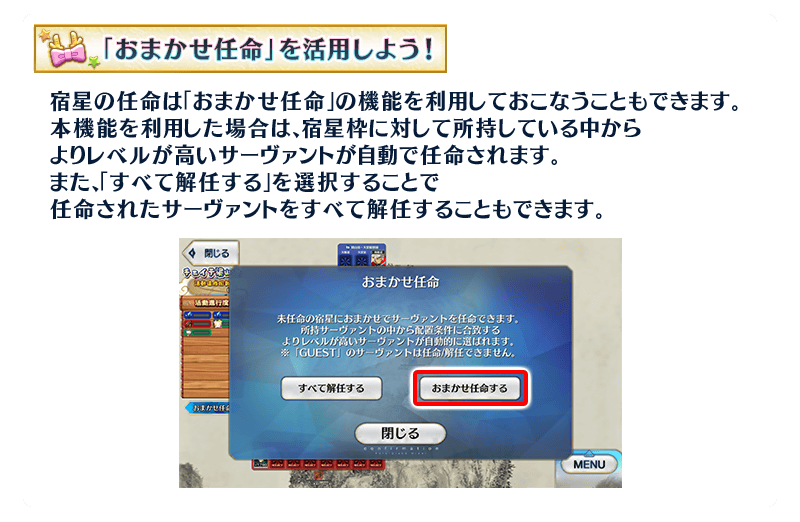 「おまかせ任命」を活用しよう！
宿星の任命は「おまかせ任命」の機能を利用しておこなうこともできます。
本機能を利用した場合は、宿星枠に対して所持している中から
よりレベルが高いサーヴァントが自動で任命されます。
また、「すべて解任する」を選択することで
任命されたサーヴァントをすべて解任することもできます。
閉じる
活動進行度
おまかせ任命
未任命の宿星におまかせでサーヴァントを任命できます。
所持サーヴァントの中から配置条件に合致する
よりレベルが高いサーヴァントが自動的に選ばれます。
※「GUEST」のサーヴァントは任命/解任できません。
すべて解任する
おまかせ任命する
閉じる
confirmation
MENU